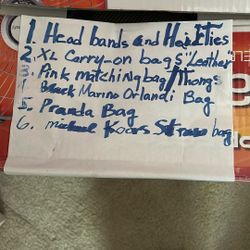 1. Head bands and HairTies
2. XL Carry-on bags "Leather"
3. Pink matching bag/Thongs
4. Black Marino Orlandi Bag
5. Pranda Bag
6. michael Koors Straw bag